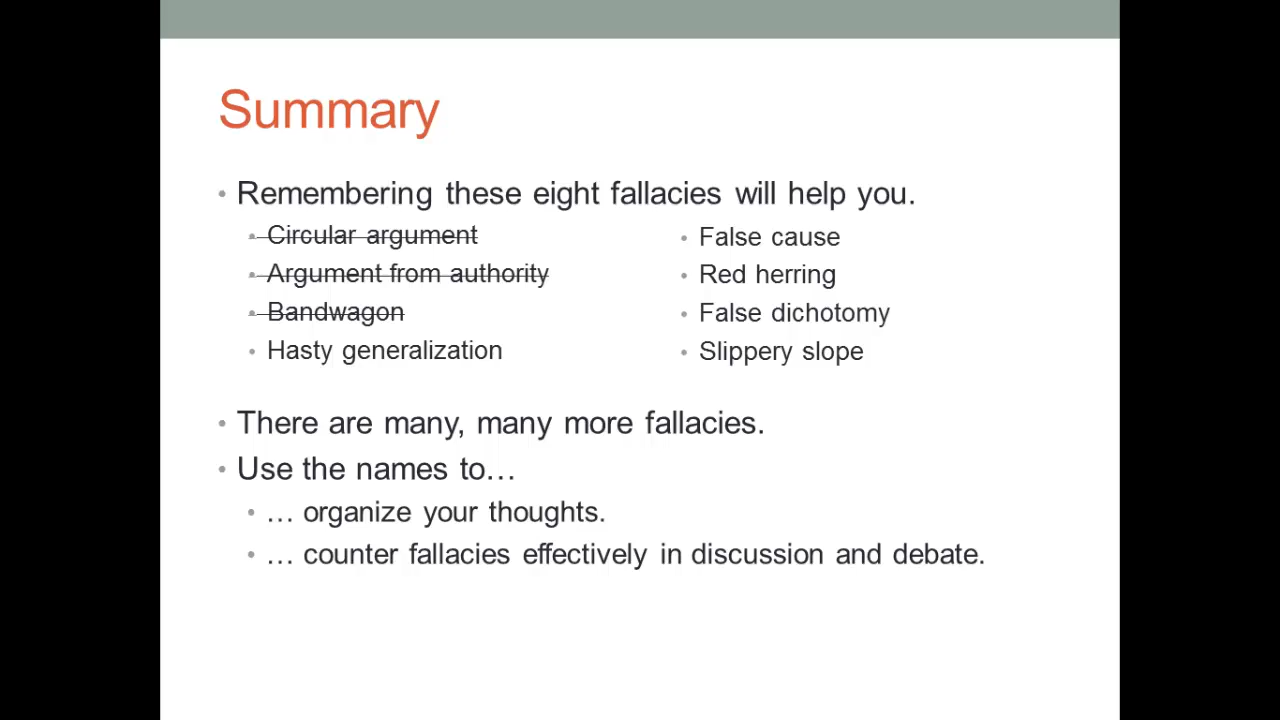 Summary
• Remembering these eight fallacies will help you.
• Circular argument
• Argument from authority
• Bandwagon
• Hasty generalization
• False cause
• Red herring
• False dichotomy
• Slippery slope
• There are many, many more fallacies.
• Use the names to…
• … organize your thoughts.
• … counter fallacies effectively in discussion and debate.